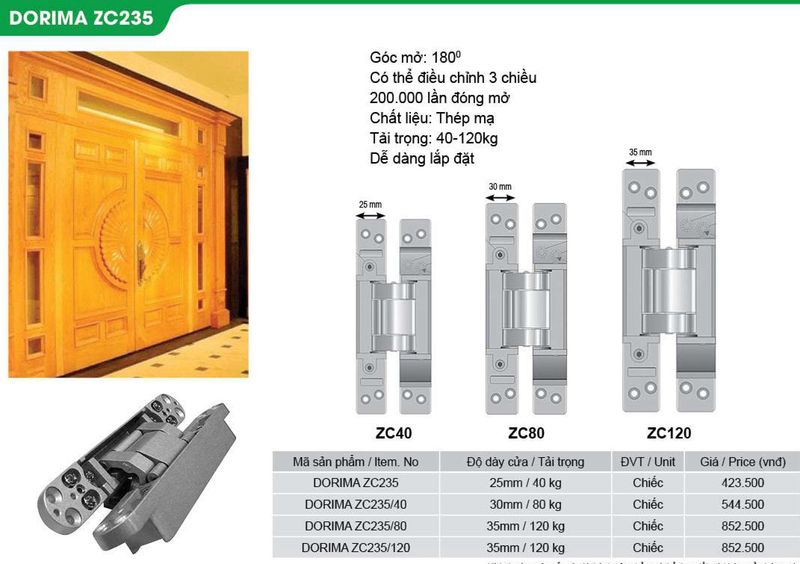 DORIMA ZC235
Góc mở: 180⁰
Có thể điều chỉnh 3 chiều
200.000 lần đóng mở
Chất liệu: Thép mạ
Tải trọng: 40-120kg
Dễ dàng lắp đặt
25 mm
30 mm
35 mm
ZC40
ZC80
ZC120
Mã sản phẩm / Item. No
Độ dày cửa / Tải trọng
ĐVT / Unit
Giá / Price (vnđ)
DORIMA ZC235
25mm / 40 kg
Chiếc
423.500
DORIMA ZC235/40
30mm / 80 kg
Chiếc
544.500
DORIMA ZC235/80
35mm / 120 kg
Chiếc
852.500
DORIMA ZC235/120
35mm / 120 kg
Chiếc
852.500